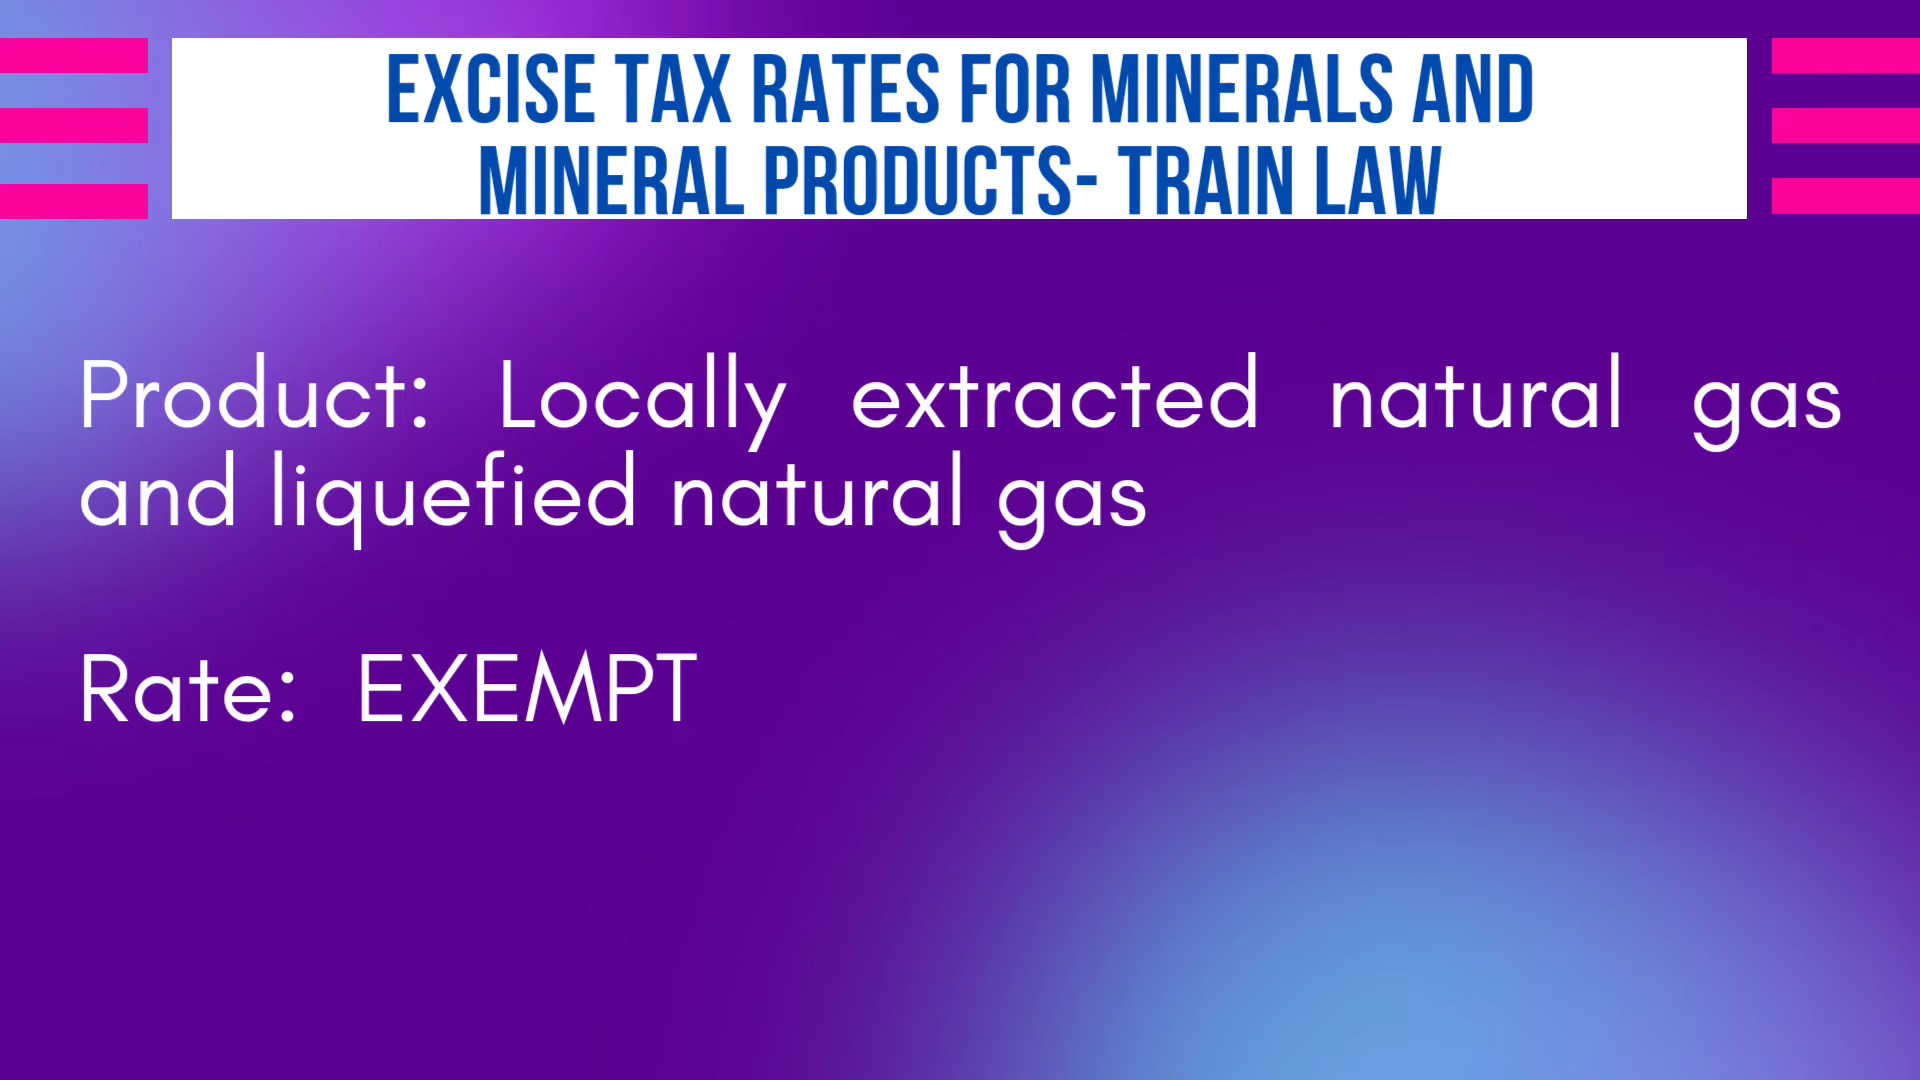 EXCISE TAX RATES FOR MINERALS AND
MINERAL PRODUCTS- TRAIN LAW
Product: Locally extracted natural gas
and liquefied natural gas
Rate: EXEMPT